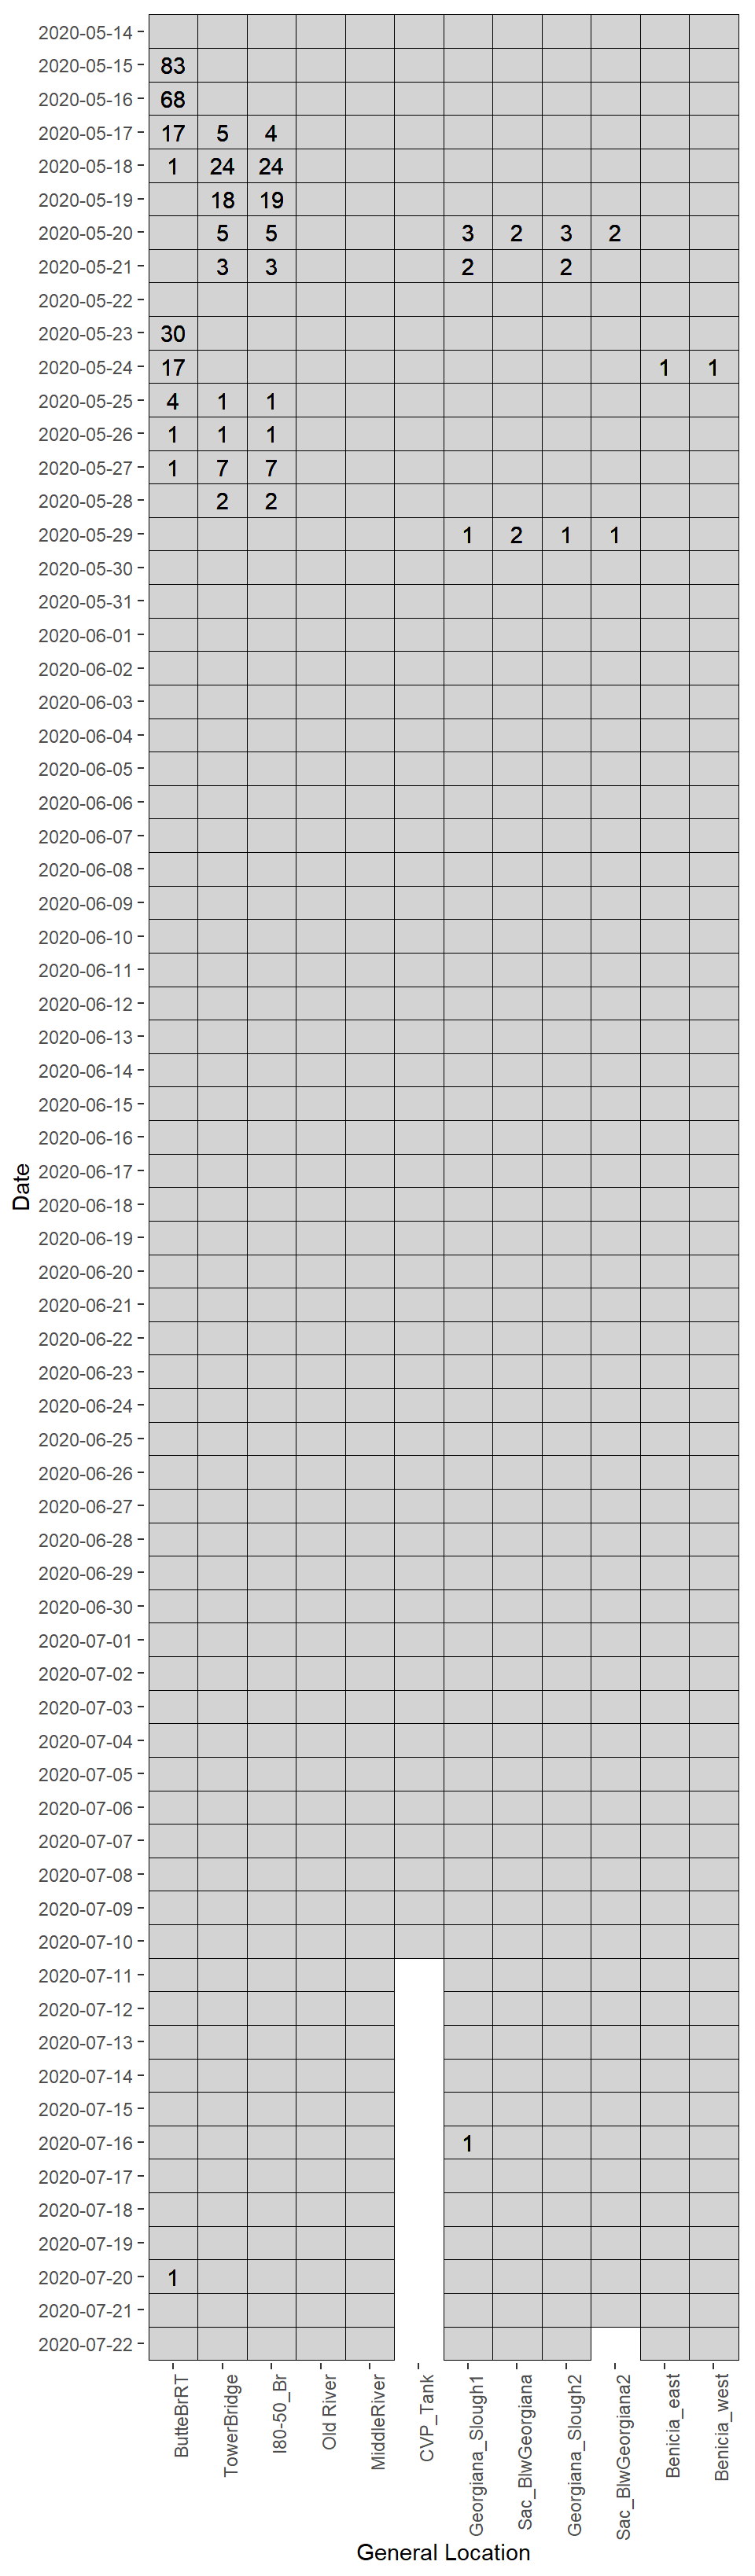 2020-05-14
2020-05-15 83
2020-05-16 68
2020-05-17 17 5 4
2020-05-18 1 24 24
2020-05-19 18 19
2020-05-20 5 5 3 2 3 2
2020-05-21 3 3 2 2
2020-05-22
2020-05-23 30
2020-05-24 17 1 1
2020-05-25 4 1 1
2020-05-26 1 1 1
2020-05-27 1 7 7
2020-05-28 2 2
2020-05-29 1 2 1 1
2020-05-30
2020-05-31
2020-06-01
2020-06-02
2020-06-03
2020-06-04
2020-06-05
2020-06-06
2020-06-07
2020-06-08
2020-06-09
2020-06-10
2020-06-11
2020-06-12
2020-06-13
2020-06-14
2020-06-15
2020-06-16
2020-06-17
2020-06-18
2020-06-19
2020-06-20
2020-06-21
2020-06-22
2020-06-23
2020-06-24
2020-06-25
2020-06-26
2020-06-27
2020-06-28
2020-06-29
2020-06-30
2020-07-01
2020-07-02
2020-07-03
2020-07-04
2020-07-05
2020-07-06
2020-07-07
2020-07-08
2020-07-09
2020-07-10
2020-07-11
2020-07-12
2020-07-13
2020-07-14
2020-07-15
2020-07-16 1
2020-07-17
2020-07-18
2020-07-19
2020-07-20 1
2020-07-21
2020-07-22
Date
ButteBrRT
TowerBridge
I80-50_Br
Old River
MiddleRiver
CVP_Tank
Georgiana_Slough1
Sac_BlwGeorgiana
Georgiana_Slough2
Sac_BlwGeorgiana2
Benicia_east
Benicia_west
General Location